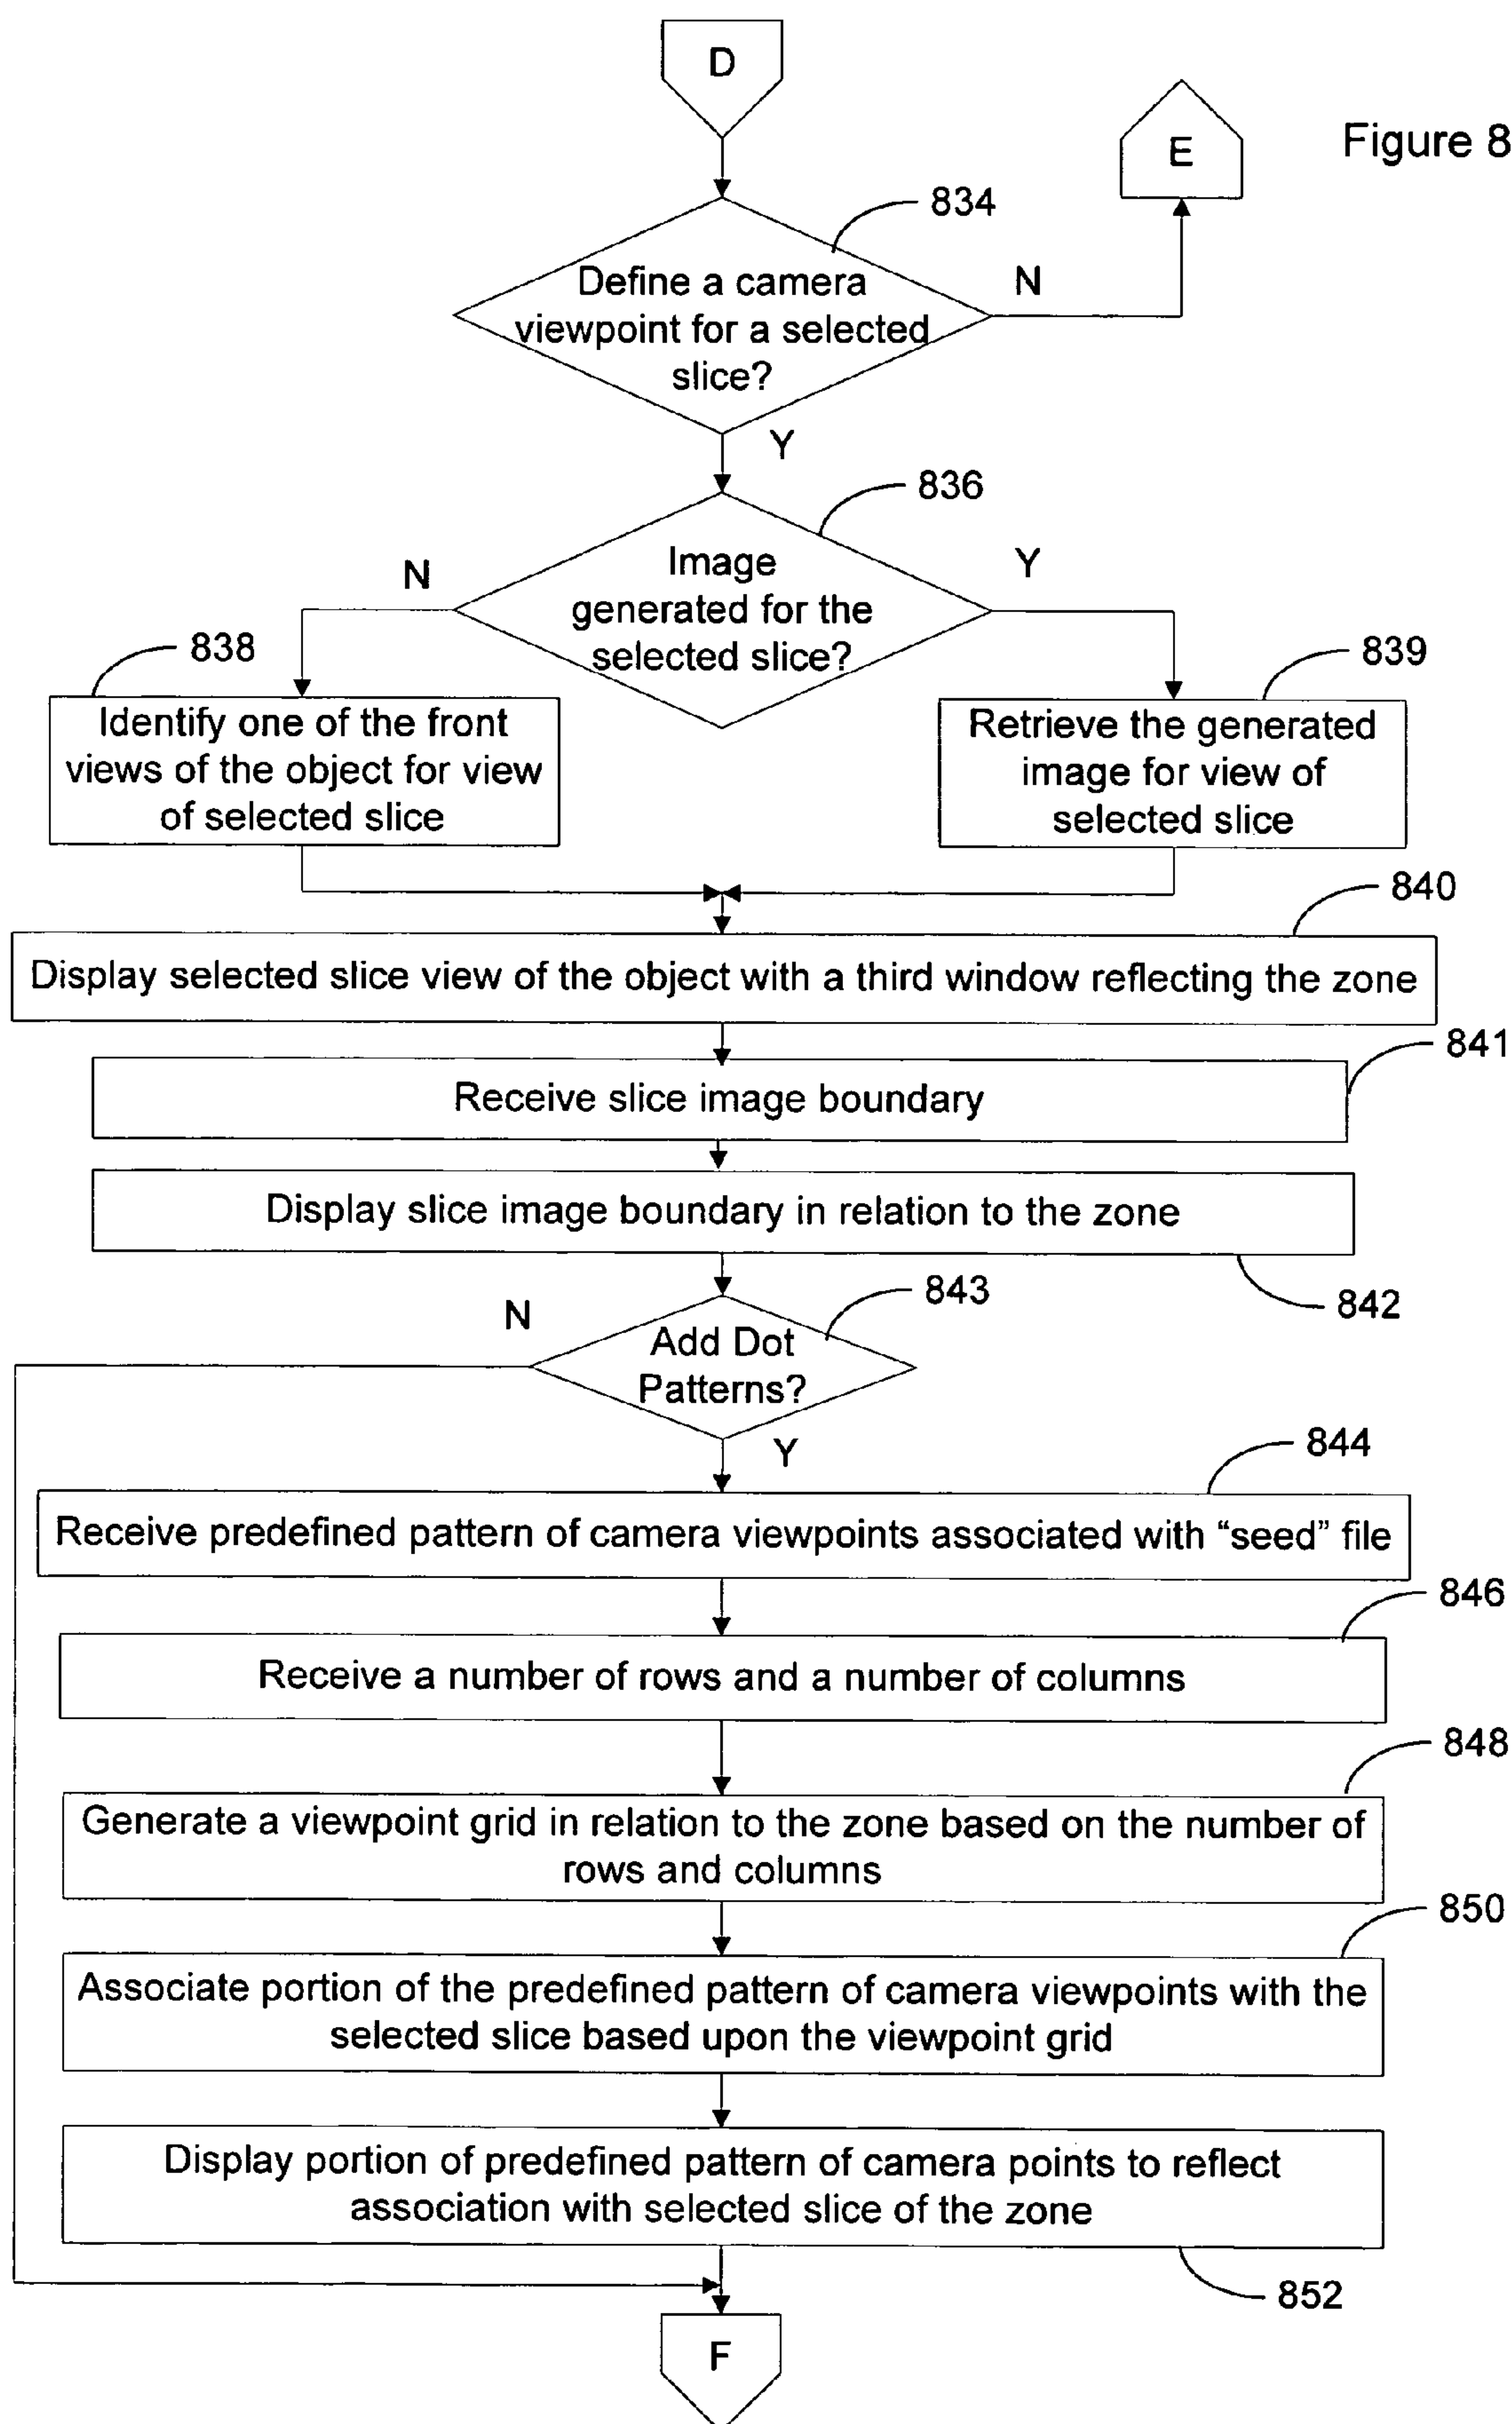 D
E
Figure 8
834
Define a camera
viewpoint for a selected
slice?
N
Y
836
Image
generated for the
selected slice?
N
Y
838
Identify one of the front
views of the object for view
of selected slice
839
Retrieve the generated
image for view of
selected slice
840
Display selected slice view of the object with a third window reflecting the zone
841
Receive slice image boundary
Display slice image boundary in relation to the zone
842
843
N
Add Dot
Patterns?
Y
844
Receive predefined pattern of camera viewpoints associated with “seed” file
846
Receive a number of rows and a number of columns
848
Generate a viewpoint grid in relation to the zone based on the number of
rows and columns
850
Associate portion of the predefined pattern of camera viewpoints with the
selected slice based upon the viewpoint grid
Display portion of predefined pattern of camera points to reflect
association with selected slice of the zone
852
F